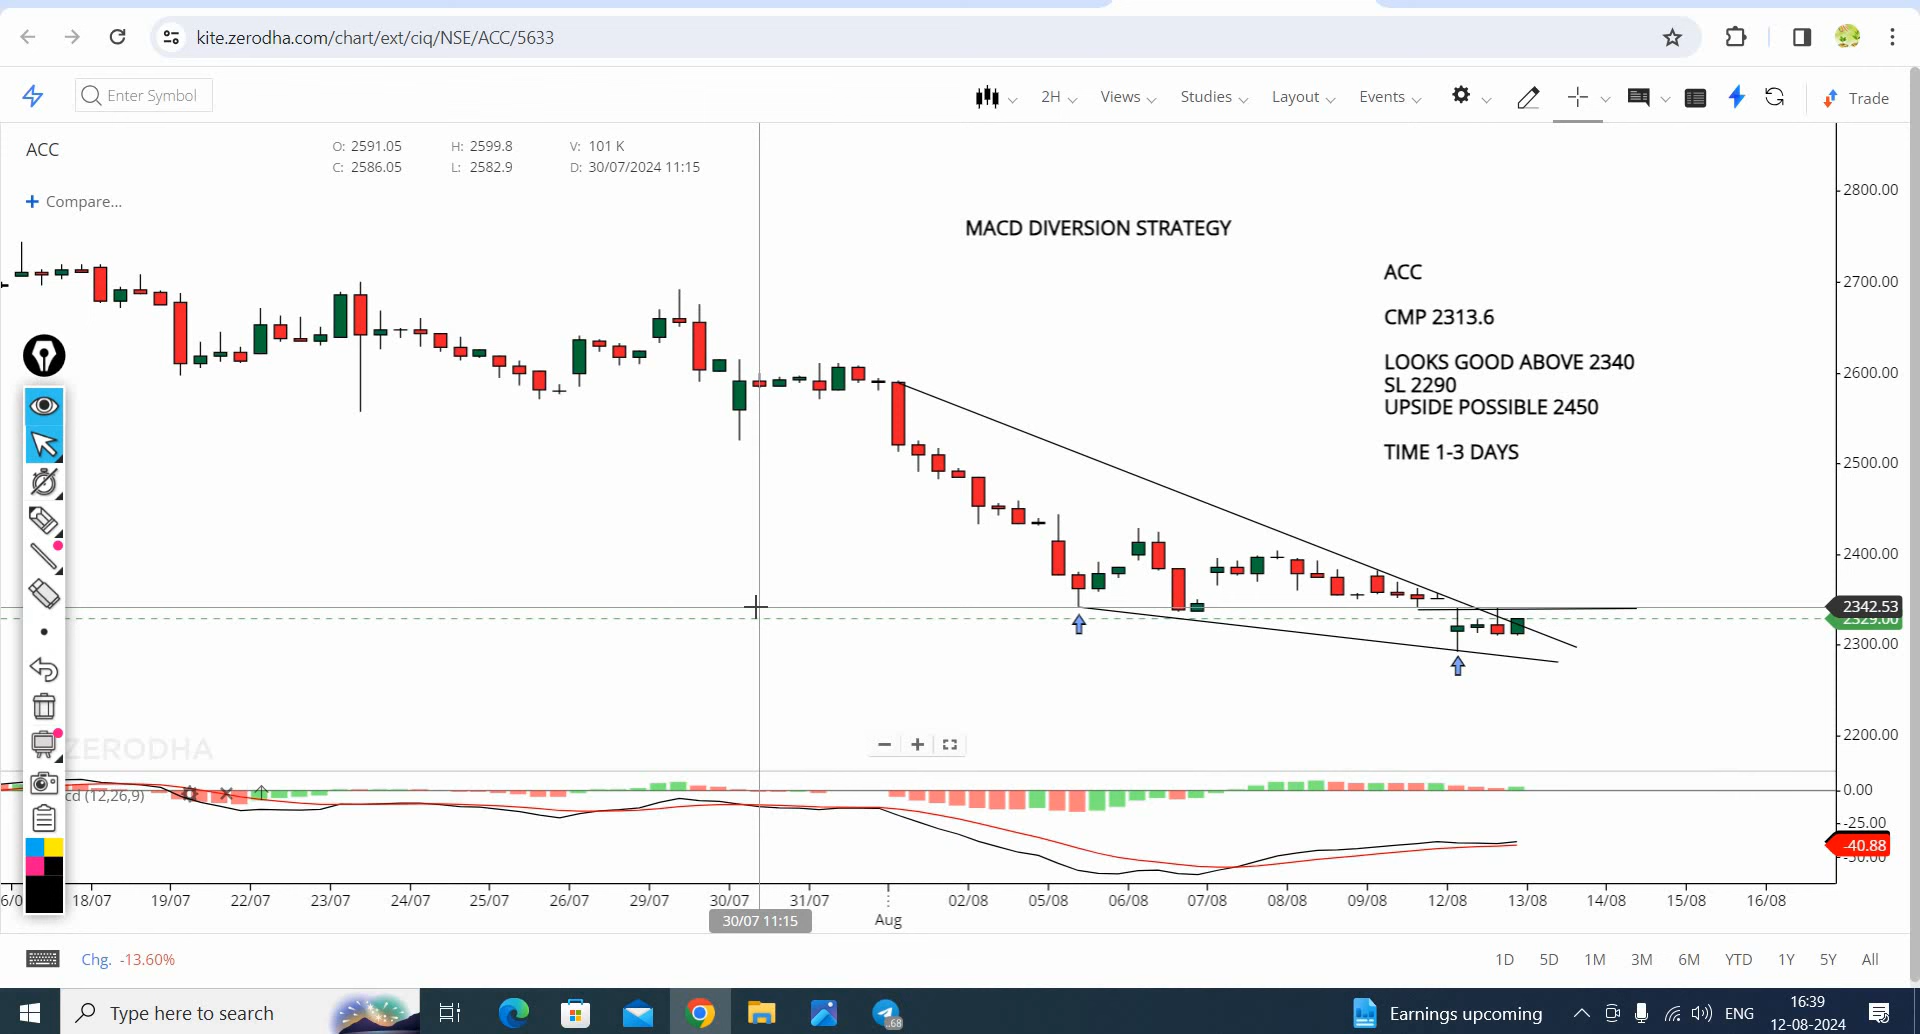 kite.zerodha.com/chart/ext/ciq/NSE/ACC/5633
Enter Symbol
2H
Views
Studies
Layout
Events
Trade
ACC
O: 2591.05
H: 2599.8
V: 101 K
C: 2586.05
L: 2582.9
D: 30/07/2024 11:15
+ Compare...
MACD DIVERSION STRATEGY
ACC
CMP 2313.6
LOOKS GOOD ABOVE 2340
SL 2290
UPSIDE POSSIBLE 2450
TIME 1-3 DAYS
2800.00
2700.00
2600.00
2500.00
2400.00
2342.53
2329.00
2300.00
2200.00
ZERODHA
cd (12,26,9)
0.00
-25.00
-40.88
18/07
19/07
22/07
23/07
24/07
25/07
26/07
29/07
30/07
31/07
Aug
02/08
05/08
06/08
07/08
08/08
09/08
12/08
13/08
14/08
15/08
16/08
30/07 11:15
Chg. -13.60%
1D
5D
1M
3M
6M
YTD
1Y
5Y
All
Type here to search
68
Earnings upcoming
ENG
16:39
12-08-2024